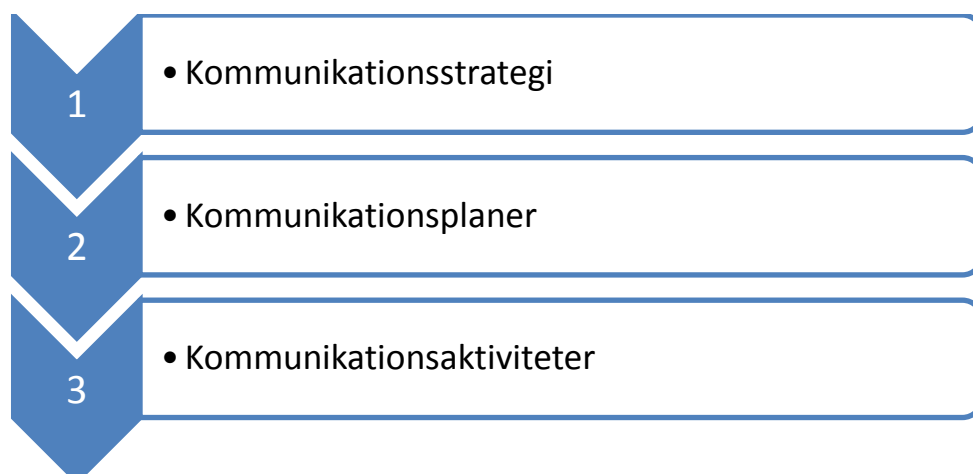 1
• Kommunikationsstrategi
2
• Kommunikationsplaner
3
• Kommunikationsaktiviteter